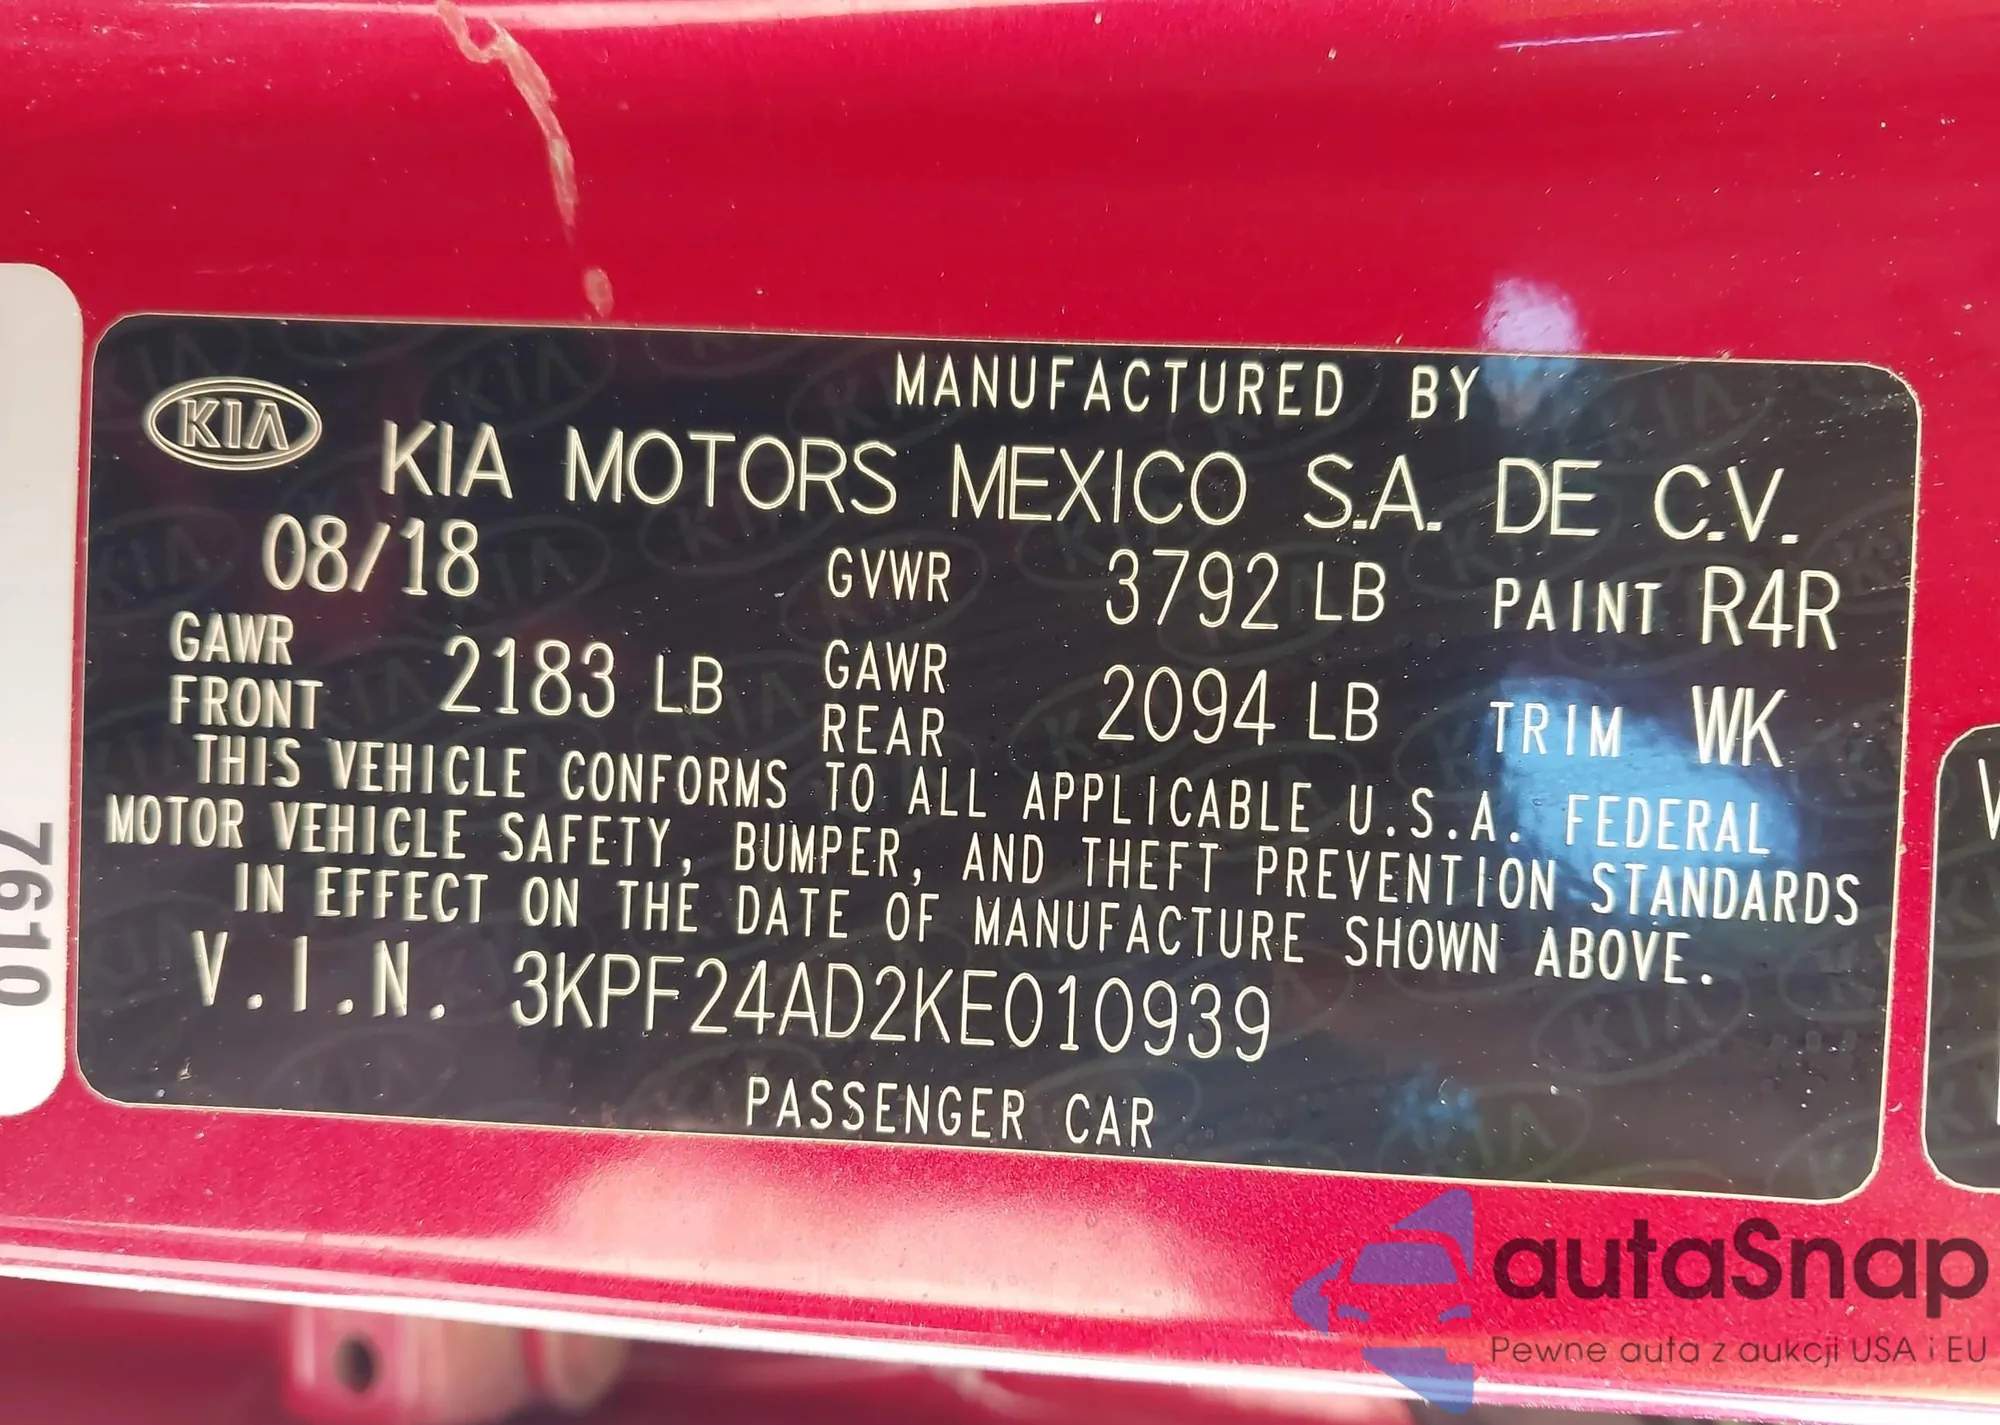 MANUFACTURED BY
KIA
KIA MOTORS MEXICO S.A. DE C.V.
08/18 GVWR 3792 LB PAINT R4R
GAWR FRONT 2183 LB GAWR REAR 2094 LB TRIM WK
THIS VEHICLE CONFORMS TO ALL APPLICABLE U.S.A. FEDERAL
MOTOR VEHICLE SAFETY, BUMPER, AND THEFT PREVENTION STANDARDS
IN EFFECT ON THE DATE OF MANUFACTURE SHOWN ABOVE.
V.I.N. 3KPF24AD2KE010939
PASSENGER CAR
autaSnap
Pewne auta z aukcji USA i EU